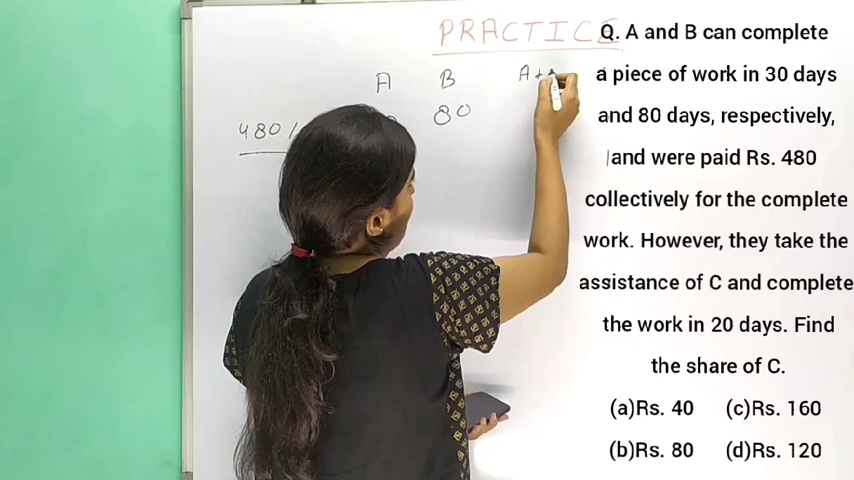 PRACTICE
A B A+
80
480/
Q. A and B can complete
a piece of work in 30 days
and 80 days, respectively,
and were paid Rs. 480
collectively for the complete
work. However, they take the
assistance of C and complete
the work in 20 days. Find
the share of C.
(a)Rs. 40 (c)Rs. 160
(b)Rs. 80 (d)Rs. 120